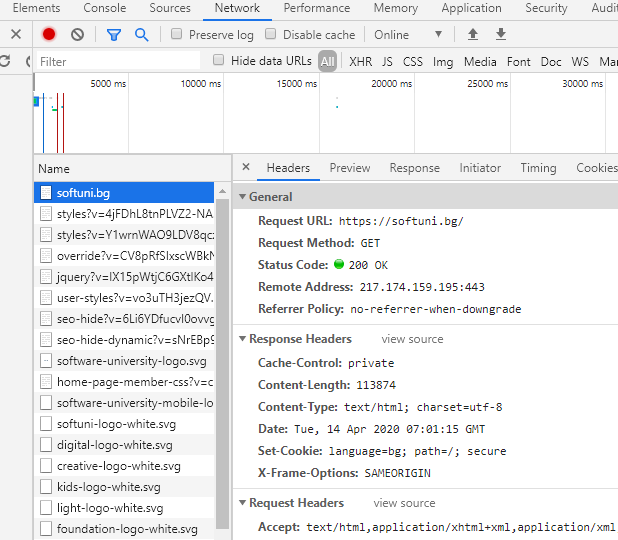 Elements Console Sources Network Performance Memory Application Security Audit
Preserve log Disable cache Online
Filter Hide data URLs All XHR JS CSS Img Media Font Doc WS Mar
5000 ms 10000 ms 15000 ms 20000 ms 25000 ms 30000 ms
Name
softuni.bg
styles?v=4jFDhL8tnPLVZ2-NA
styles?v=Y1wrnWAO9LDV8qcz
override?v=CV8pRfSIxscWBkN
jquery?v=IX15pWtjC6GXtlKo4
user-styles?v=vo3uTH3jezQV.
seo-hide?v=6Li6YDfucvl0ovvg
seo-hide-dynamic?v=sNrEBp9
software-university-logo.svg
home-page-member-css?v=c
software-university-mobile-lo
softuni-logo-white.svg
digital-logo-white.svg
creative-logo-white.svg
kids-logo-white.svg
light-logo-white.svg
foundation-logo-white.svg
× Headers Preview Response Initiator Timing Cookies
General
Request URL: https://softuni.bg/
Request Method: GET
Status Code: 200 OK
Remote Address: 217.174.159.195:443
Referrer Policy: no-referrer-when-downgrade
Response Headers view source
Cache-Control: private
Content-Length: 113874
Content-Type: text/html; charset=utf-8
Date: Tue, 14 Apr 2020 07:01:15 GMT
Set-Cookie: language=bg; path=/; secure
X-Frame-Options: SAMEORIGIN
Request Headers view source
Accept: text/html,application/xhtml+xml,application/xml